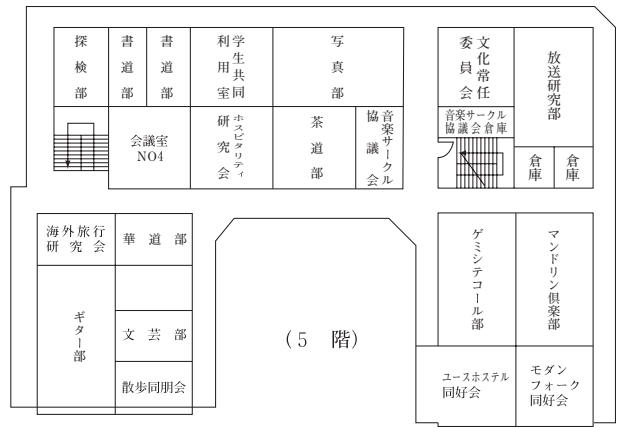 探検部
書道部
書道部
学生共同
利用室
写真部
文化常任
委員会
放送研究部
会議室
NO4
ホスピタリティ
研究会
茶道部
音楽サークル
協議会
音楽サークル
協議会倉庫
倉庫
倉庫
海外旅行
研究会
華道部
ギター部
文芸部
散歩同朋会
(5 階)
ゲミシテコール部
マンドリン倶楽部
ユースホステル
同好会
モダン
フォーク
同好会